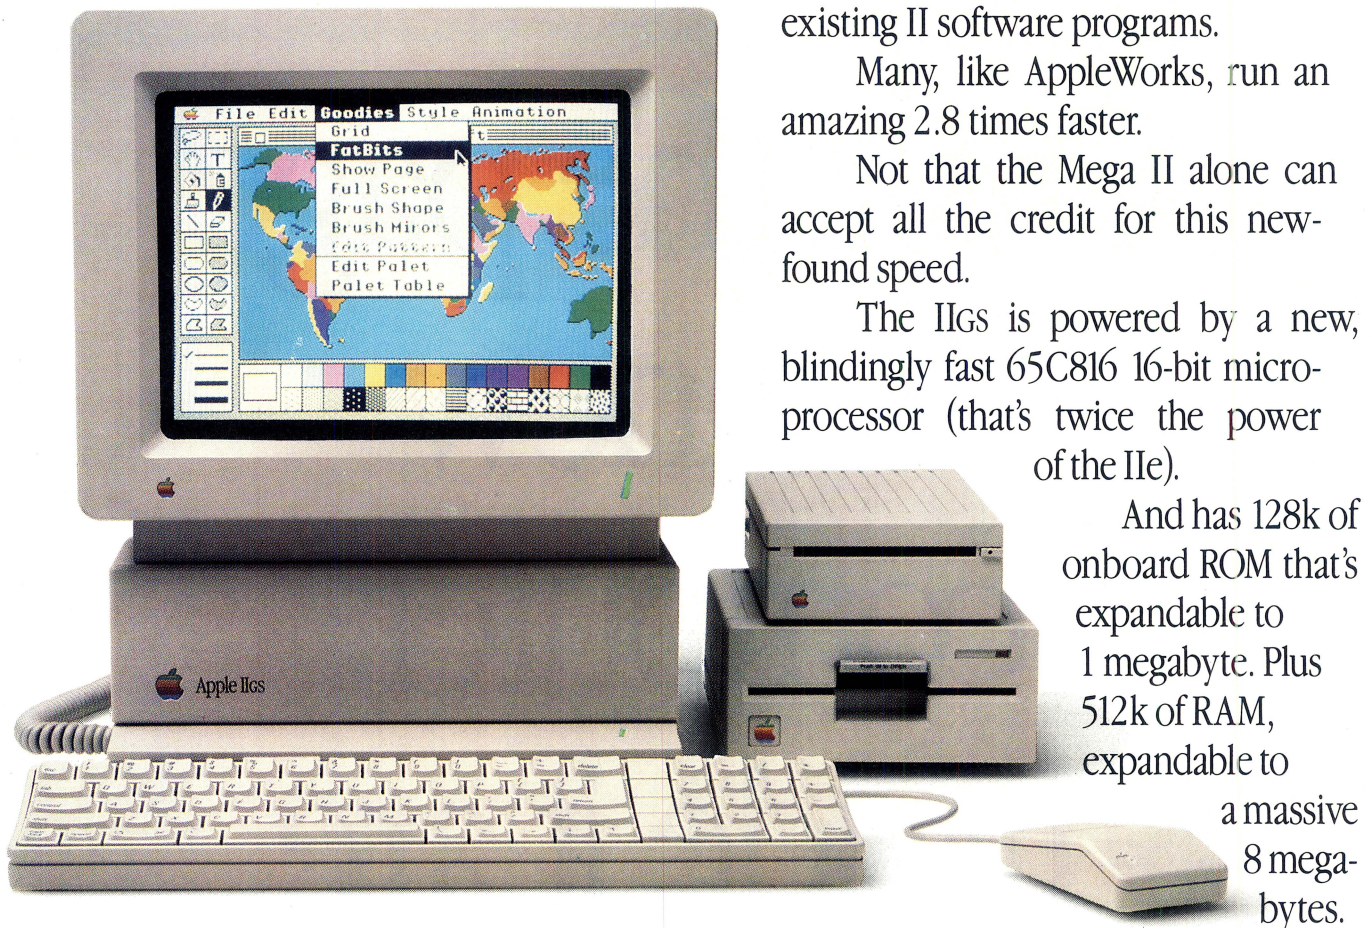 File Edit Goodies Style Animation
Grid
FatBits
Show Page
Full Screen
Brush Shape
Brush Mirors
Edit Pattern
Edit Palet
Palet Table
T
Apple IIGS
existing II software programs.
Many, like AppleWorks, run an
amazing 2.8 times faster.
Not that the Mega II alone can
accept all the credit for this new-
found speed.
The IIGS is powered by a new,
blindingly fast 65C816 16-bit micro-
processor (that's twice the power
of the IIe).
And has 128k of
onboard ROM that's
expandable to
1 megabyte. Plus
512k of RAM,
expandable to
a massive
8 mega-
bytes.